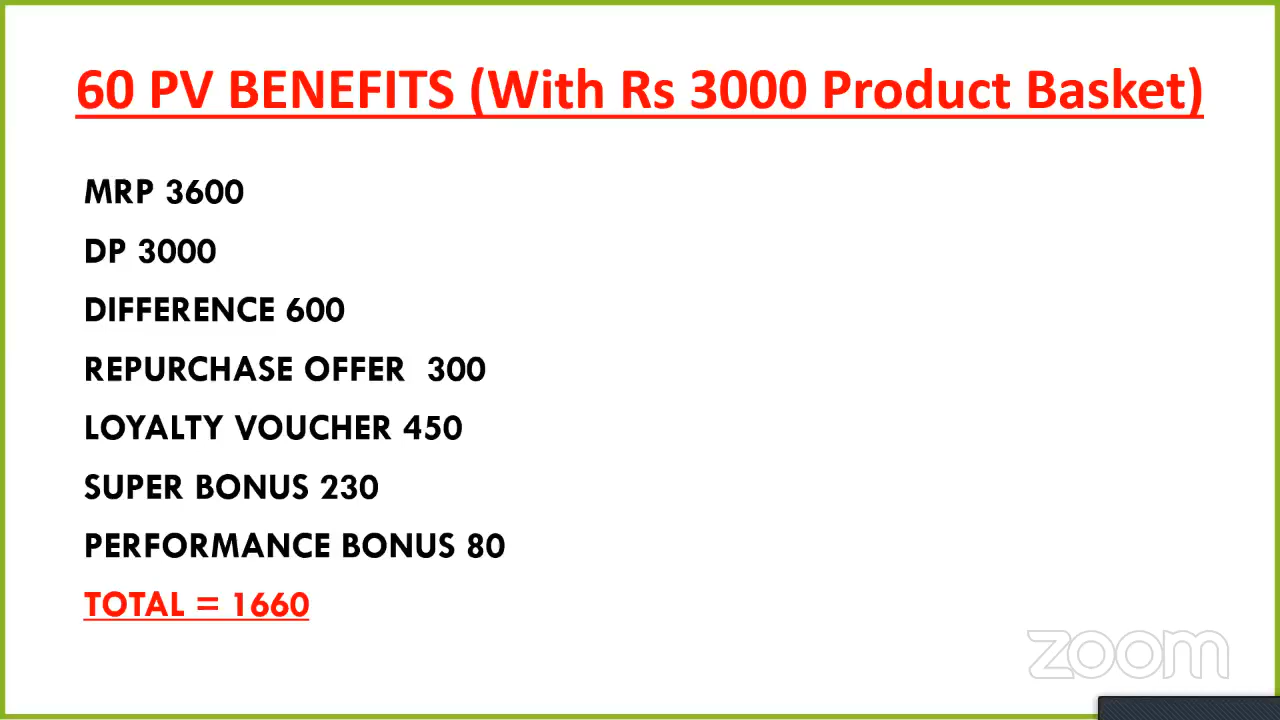 60 PV BENEFITS (With Rs 3000 Product Basket)
MRP 3600
DP 3000
DIFFERENCE 600
REPURCHASE OFFER 300
LOYALTY VOUCHER 450
SUPER BONUS 230
PERFORMANCE BONUS 80
TOTAL = 1660
zoom